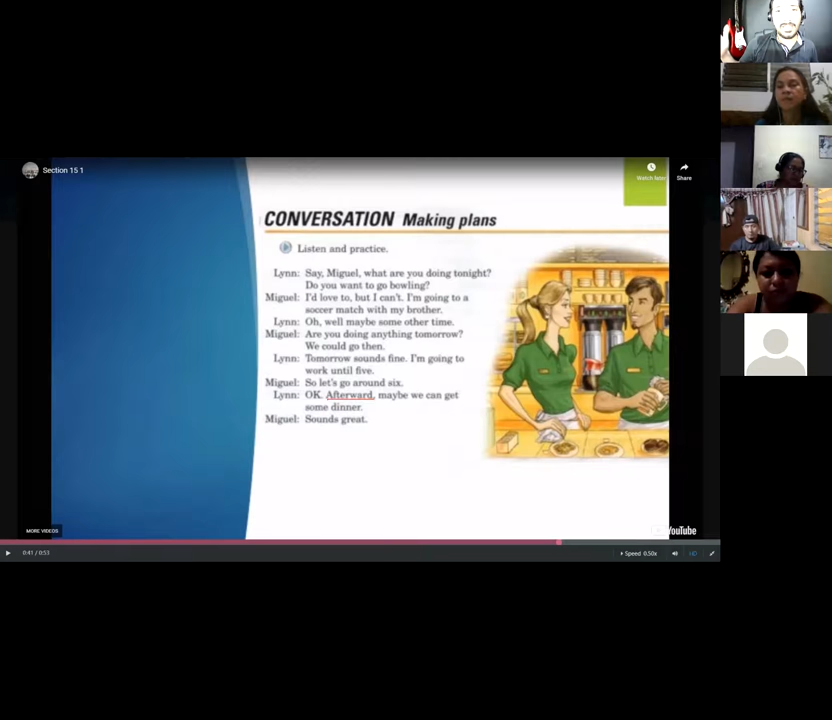 Section 15 1
Watch later
Share
CONVERSATION Making plans
Listen and practice.
Lynn: Say, Miguel, what are you doing tonight?
Do you want to go bowling?
Miguel: I'd love to, but I can't. I'm going to a
soccer match with my brother.
Lynn: Oh, well maybe some other time.
Miguel: Are you doing anything tomorrow?
We could go then.
Lynn: Tomorrow sounds fine. I'm going to
work until five.
Miguel: So let's go around six.
Lynn: OK. Afterward, maybe we can get
some dinner.
Miguel: Sounds great.
MORE VIDEOS
YouTube
0:41 / 0:53
Speed 0.50x
HD